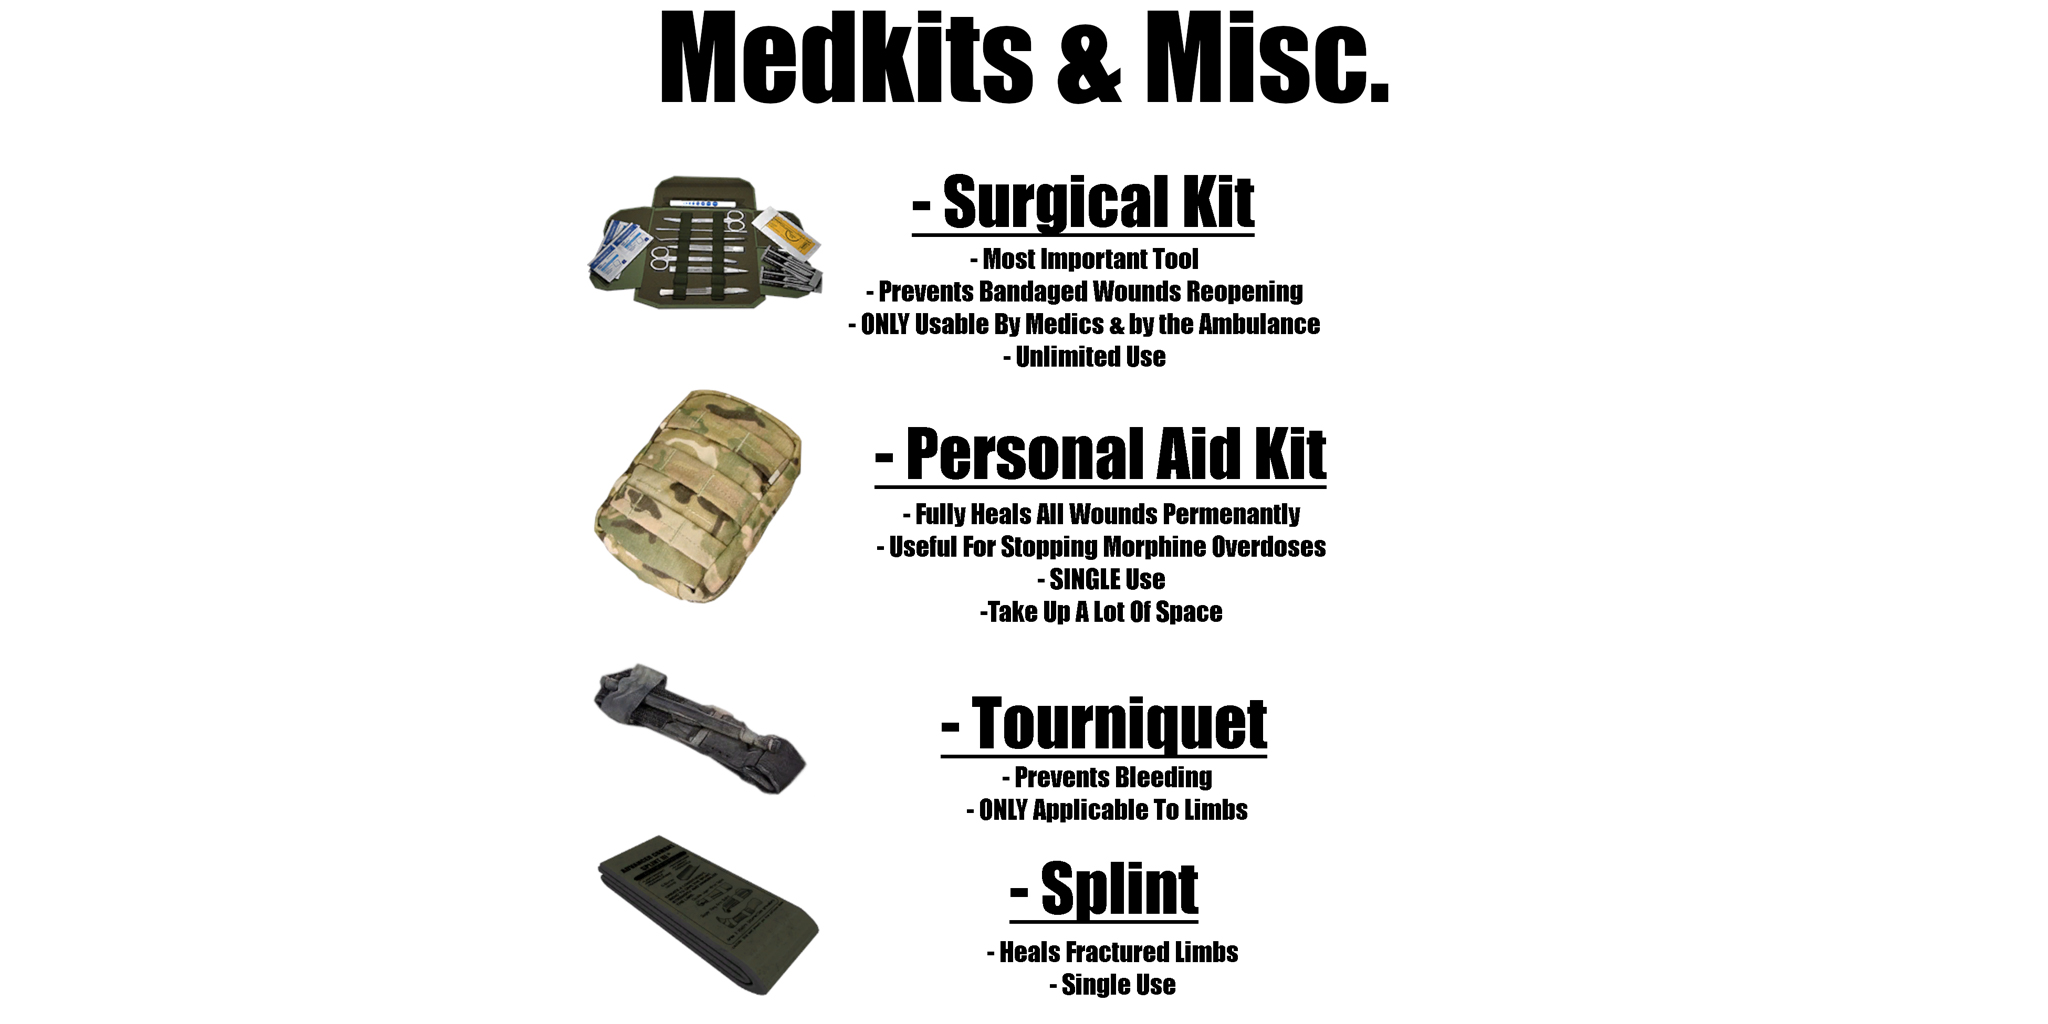 Medkits & Misc.
- Surgical Kit
- Most Important Tool
- Prevents Bandaged Wounds Reopening
- ONLY Usable By Medics & by the Ambulance
- Unlimited Use
- Personal Aid Kit
- Fully Heals All Wounds Permenantly
- Useful For Stopping Morphine Overdoses
- SINGLE Use
-Take Up A Lot Of Space
- Tourniquet
- Prevents Bleeding
- ONLY Applicable To Limbs
- Splint
- Heals Fractured Limbs
- Single Use